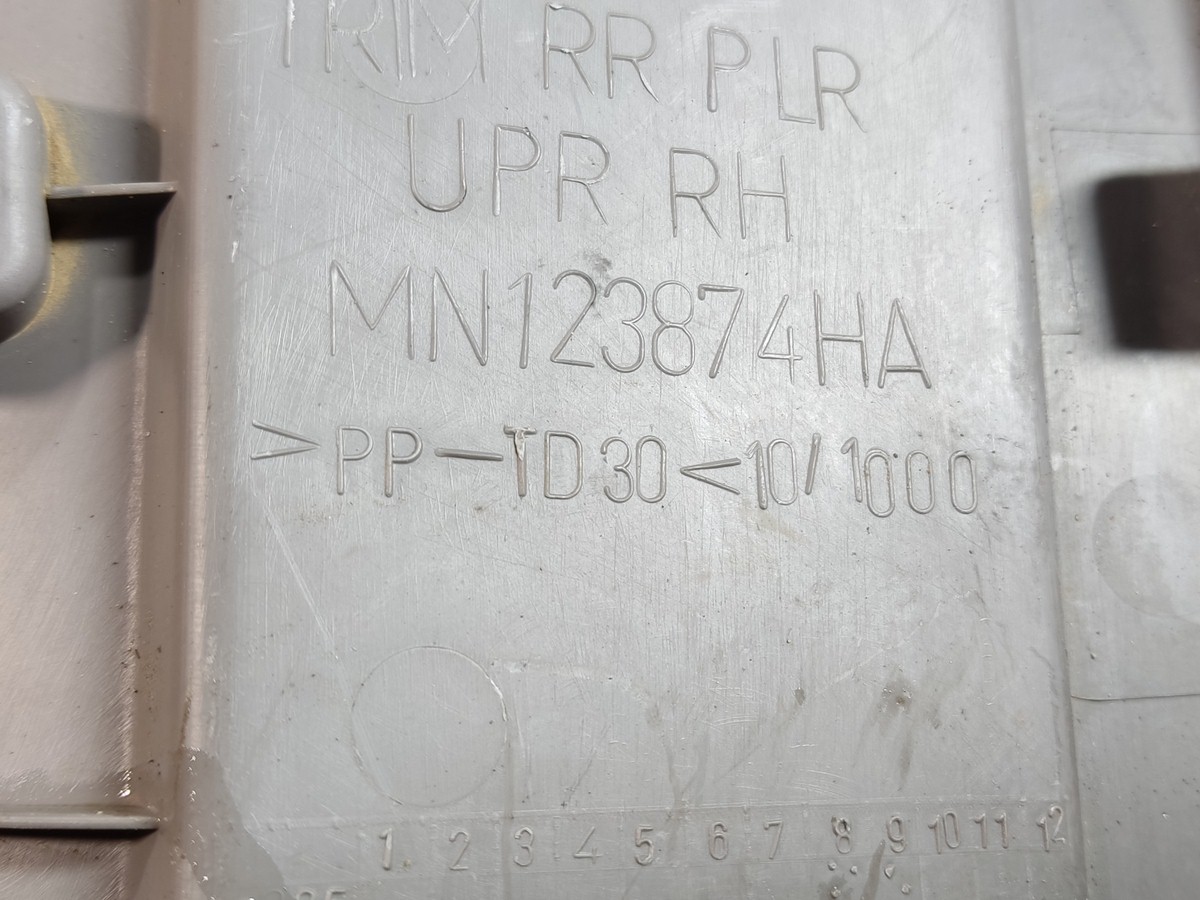 TRIM RR PLR
UPR RH
MN123874HA
>PP-TD30<10/1000
1 2 3 4 5 6 7 8 9 10 11 12